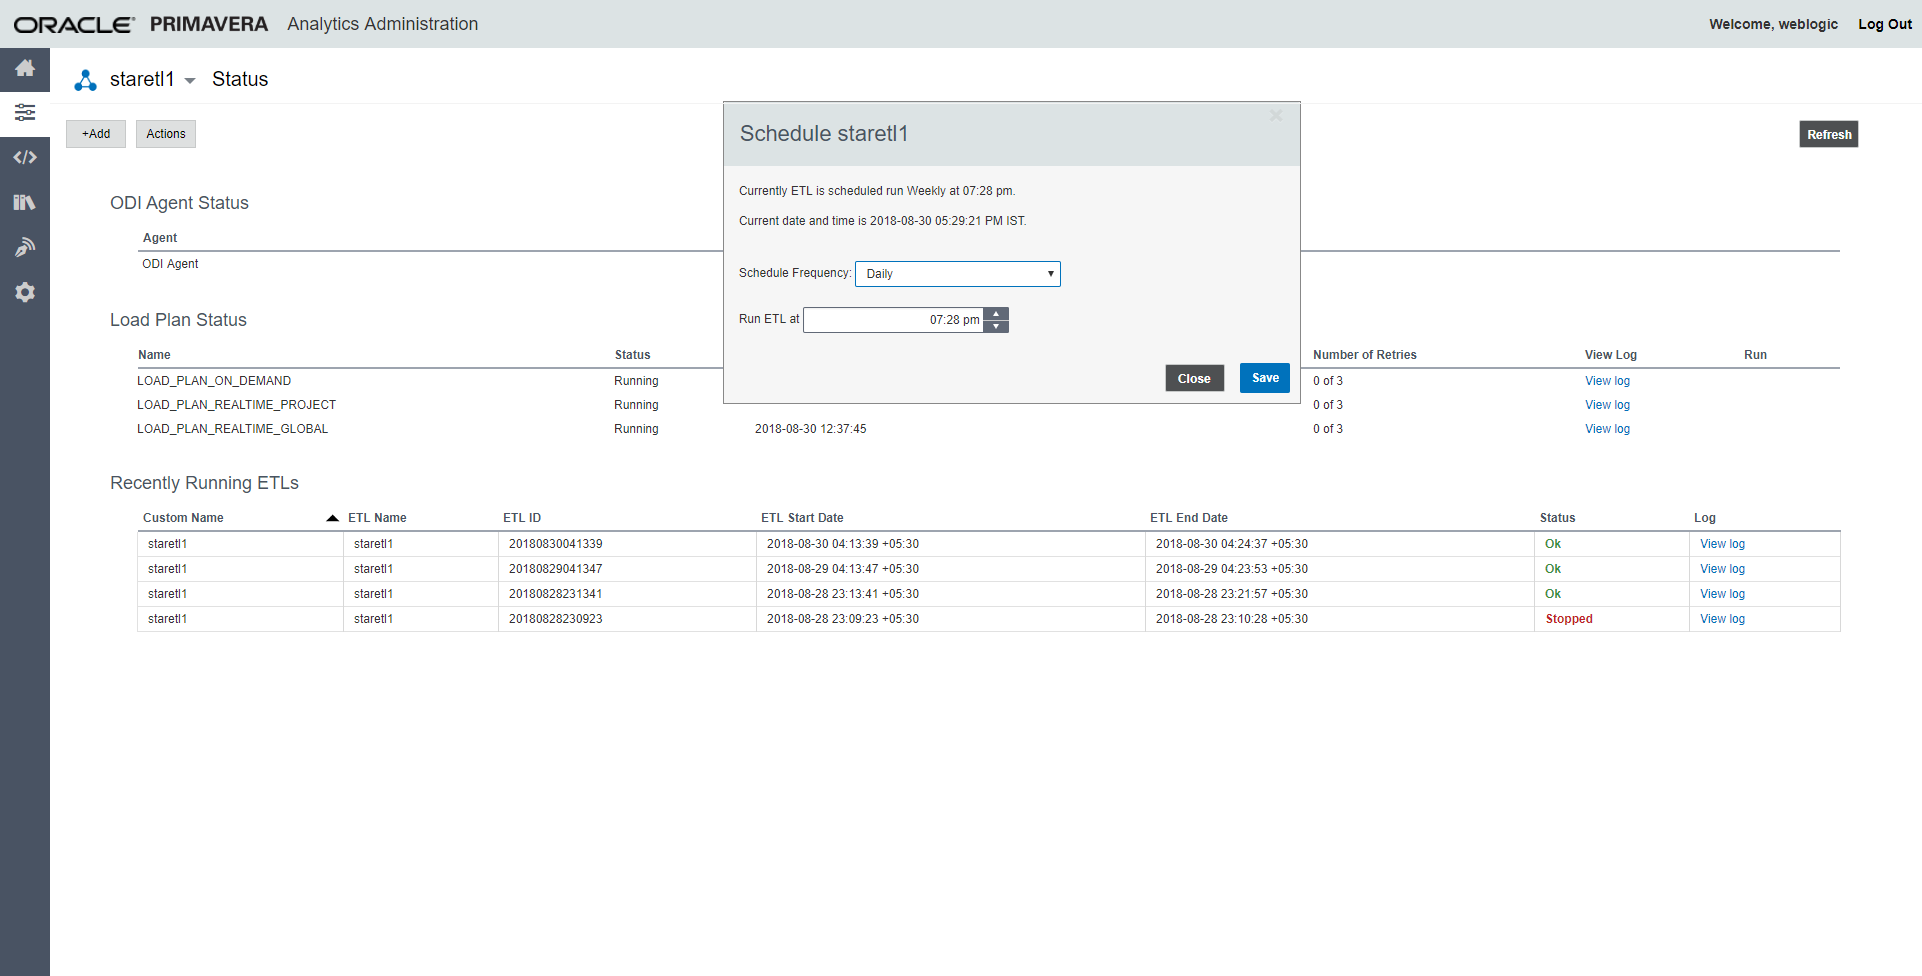 ORACLE PRIMAVERA Analytics Administration Welcome, weblogic Log Out
staretl1 Status
+Add Actions Refresh
Schedule staretl1
Currently ETL is scheduled run Weekly at 07:28 pm.
Current date and time is 2018-08-30 05:29:21 PM IST.
Schedule Frequency: Daily
Run ETL at 07:28 pm
Close Save
ODI Agent Status
Agent
ODI Agent
Load Plan Status
Name Status Number of Retries View Log Run
LOAD_PLAN_ON_DEMAND Running 0 of 3 View log
LOAD_PLAN_REALTIME_PROJECT Running 0 of 3 View log
LOAD_PLAN_REALTIME_GLOBAL Running 2018-08-30 12:37:45 0 of 3 View log
Recently Running ETLs
Custom Name ETL Name ETL ID ETL Start Date ETL End Date Status Log
staretl1 staretl1 20180830041339 2018-08-30 04:13:39 +05:30 2018-08-30 04:24:37 +05:30 Ok View log
staretl1 staretl1 20180829041347 2018-08-29 04:13:47 +05:30 2018-08-29 04:23:53 +05:30 Ok View log
staretl1 staretl1 20180828231341 2018-08-28 23:13:41 +05:30 2018-08-28 23:21:57 +05:30 Ok View log
staretl1 staretl1 20180828230923 2018-08-28 23:09:23 +05:30 2018-08-28 23:10:28 +05:30 Stopped View log